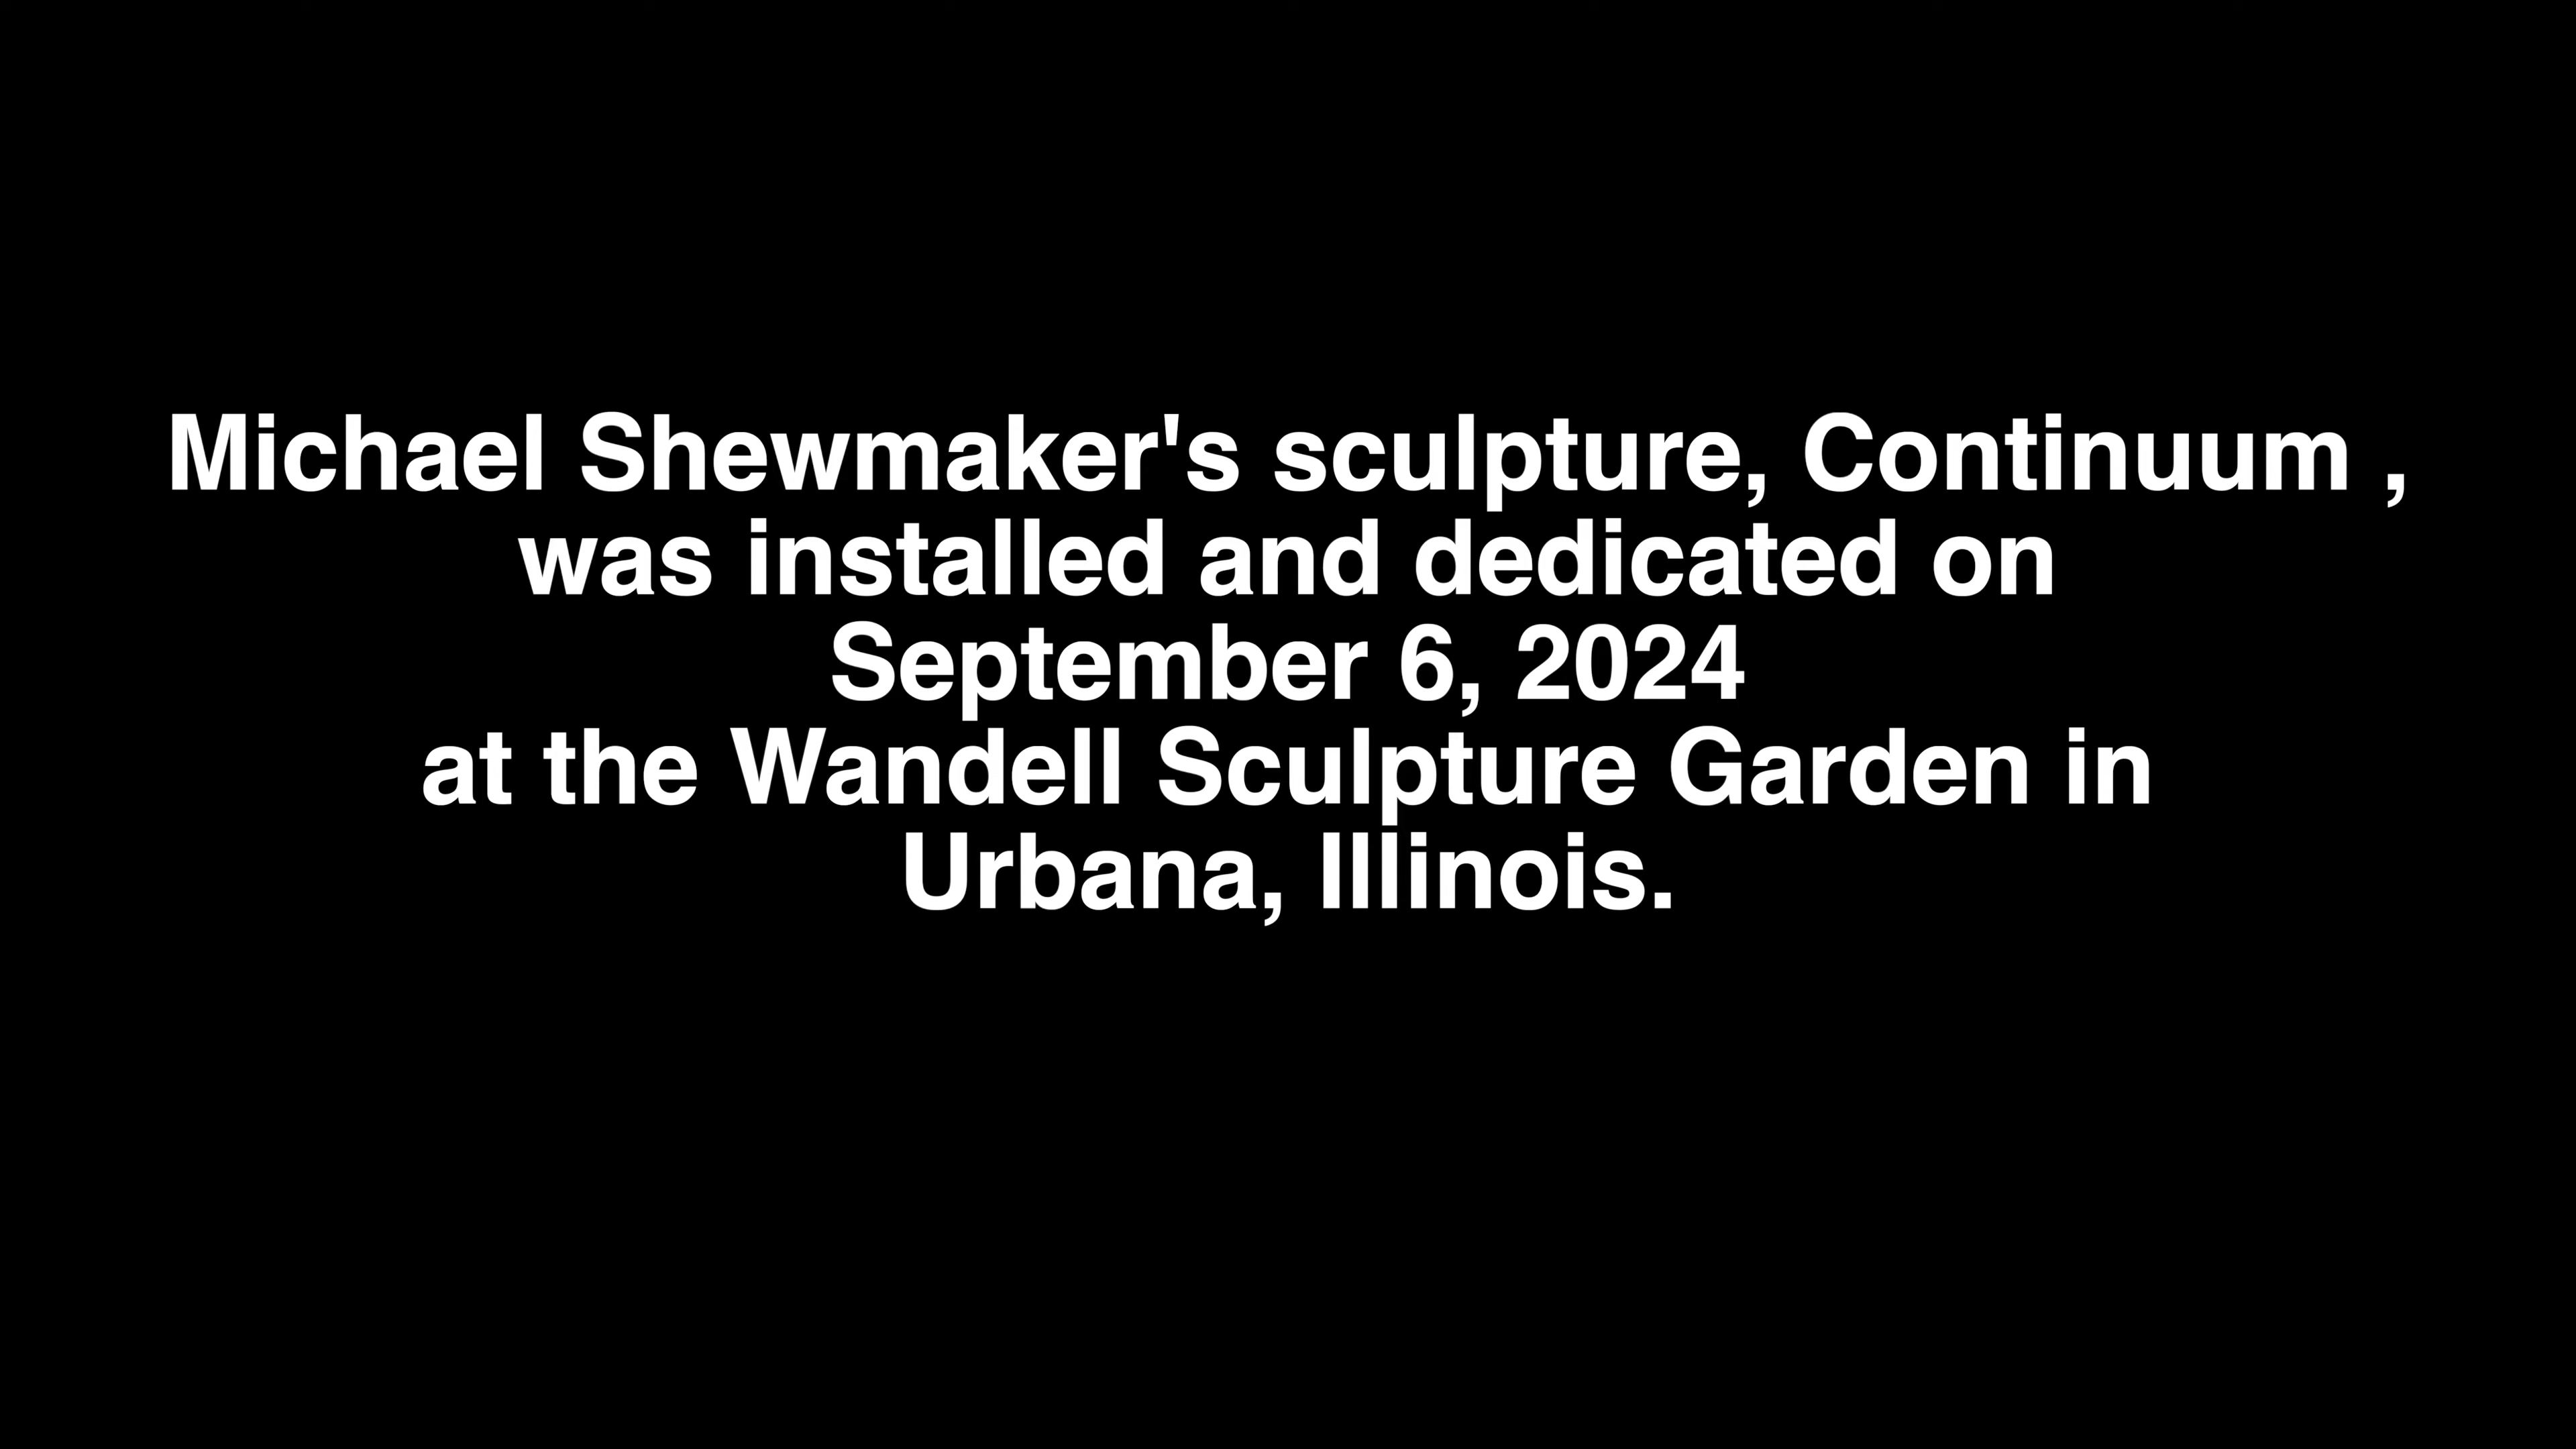 Michael Shewmaker's sculpture, Continuum ,
was installed and dedicated on
September 6, 2024
at the Wandell Sculpture Garden in
Urbana, Illinois.